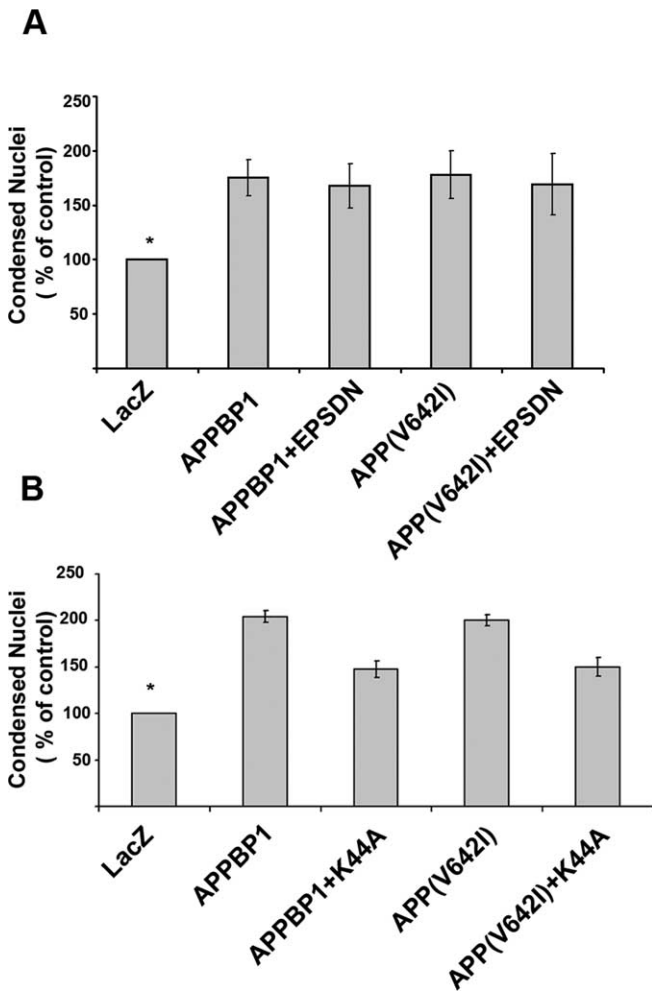 A
Condensed Nuclei
( % of control)
250
200
150
100
50
*
LacZ
APPBP1
APPBP1+EPSDN
APP(V642I)
APP(V642I)+EPSDN
B
Condensed Nuclei
( % of control)
250
200
150
100
50
*
LacZ
APPBP1
APPBP1+K44A
APP(V642I)
APP(V642I)+K44A